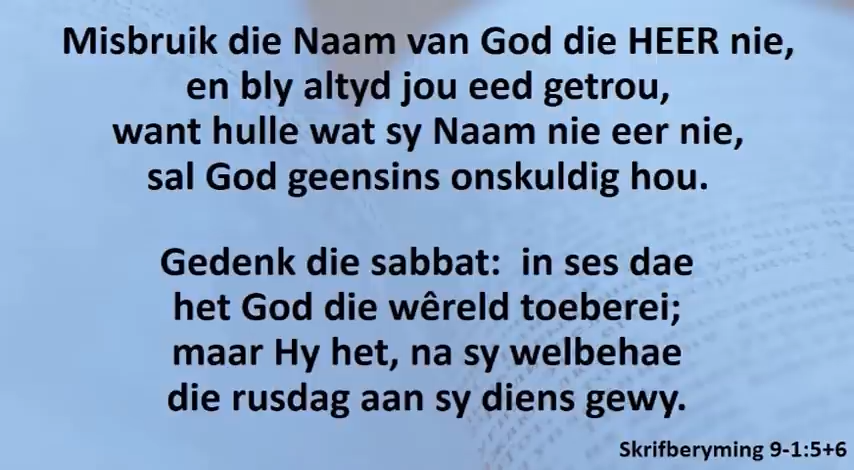 Misbruik die Naam van God die HEER nie,
en bly altyd jou eed getrou,
want hulle wat sy Naam nie eer nie,
sal God geensins onskuldig hou.
Gedenk die sabbat: in ses dae
het God die wêreld toeberei;
maar Hy het, na sy welbehae
die rusdag aan sy diens gewy.
Skrifberyming 9-1:5+6